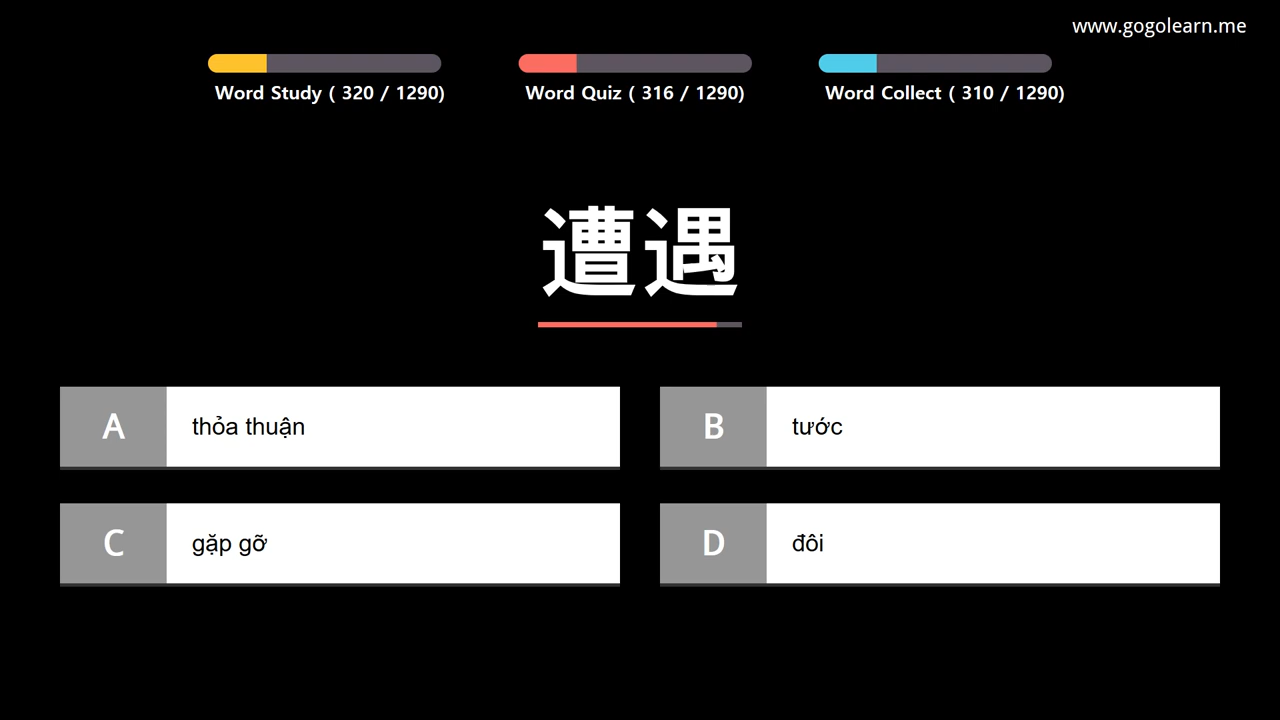 www.gogolearn.me
Word Study ( 320 / 1290)
Word Quiz ( 316 / 1290)
Word Collect ( 310 / 1290)
遭遇
A thỏa thuận
B tước
C gặp gỡ
D đôi